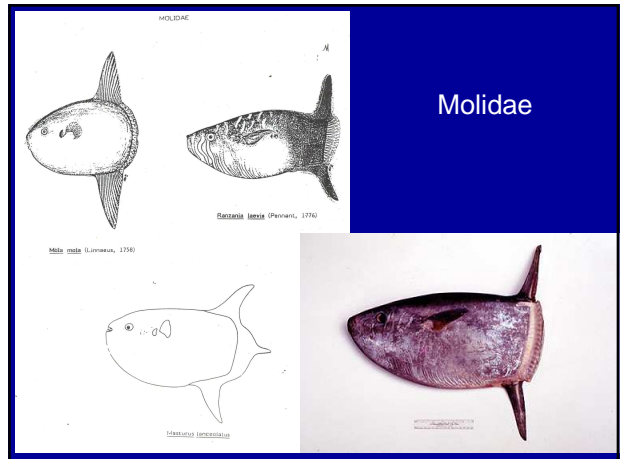 MOLIDAE
Molidae
Ranzania laevis (Pennant, 1776)
Mola mola (Linnaeus, 1758)
Masturus lanceolatus